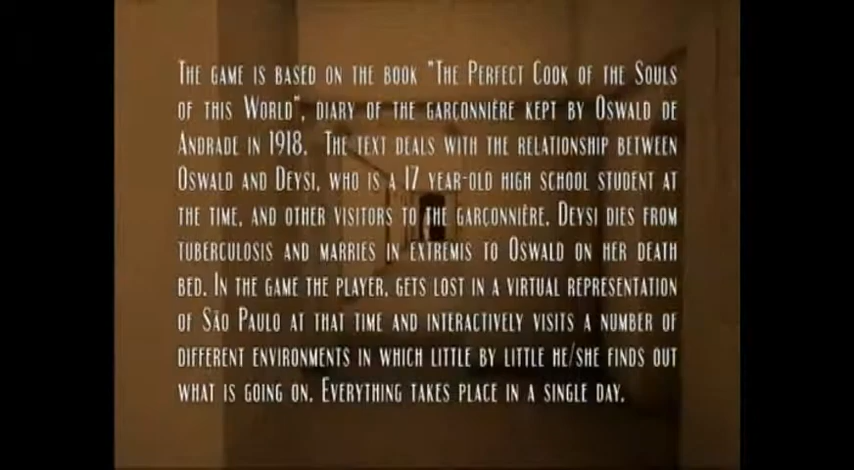 The game is based on the book "The Perfect Cook of the Souls
of this World", diary of the garçonnière kept by Oswald de
Andrade in 1918. The text deals with the relationship between
Oswald and Deysi, who is a 17 year-old high school student at
the time, and other visitors to the garçonnière. Deysi dies from
tuberculosis and marries in extremis to Oswald on her death
bed. In the game the player, gets lost in a virtual representation
of São Paulo at that time and interactively visits a number of
different environments in which little by little he/she finds out
what is going on. Everything takes place in a single day.